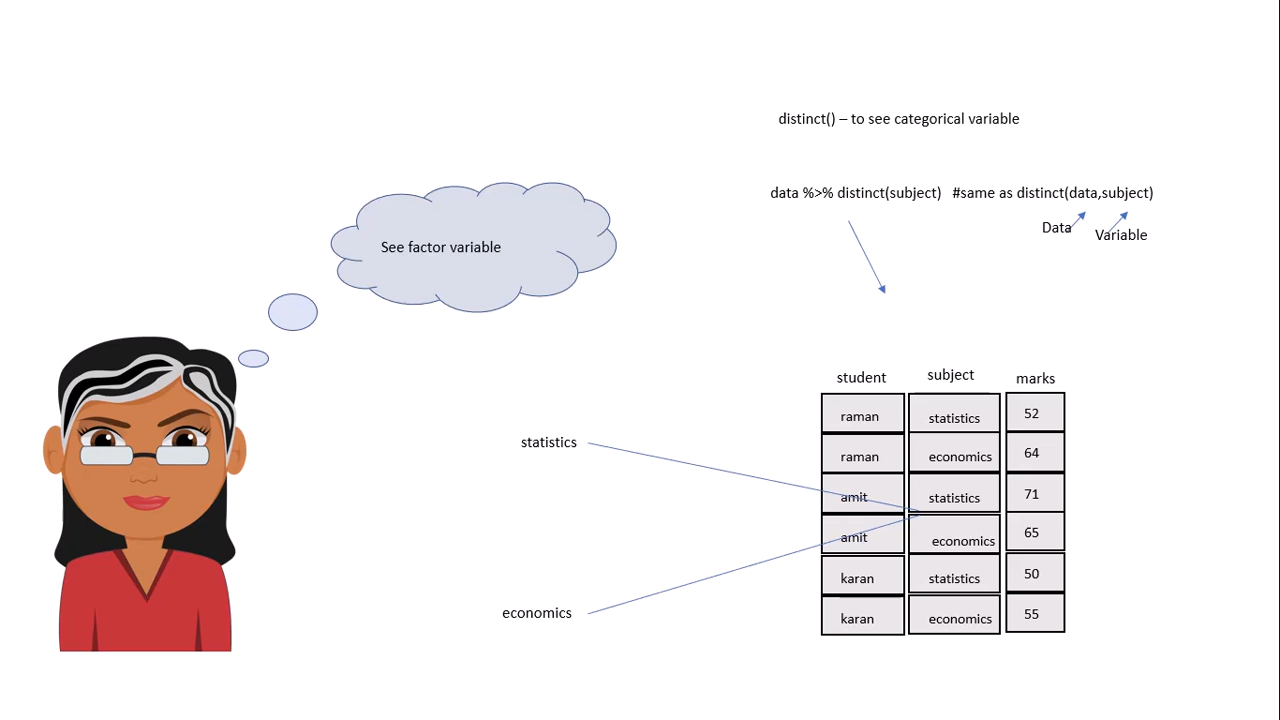 distinct() – to see categorical variable
data %>% distinct(subject) #same as distinct(data,subject)
Data
Variable
See factor variable
student subject marks
raman statistics 52
raman economics 64
amit statistics 71
amit economics 65
karan statistics 50
karan economics 55
statistics
economics